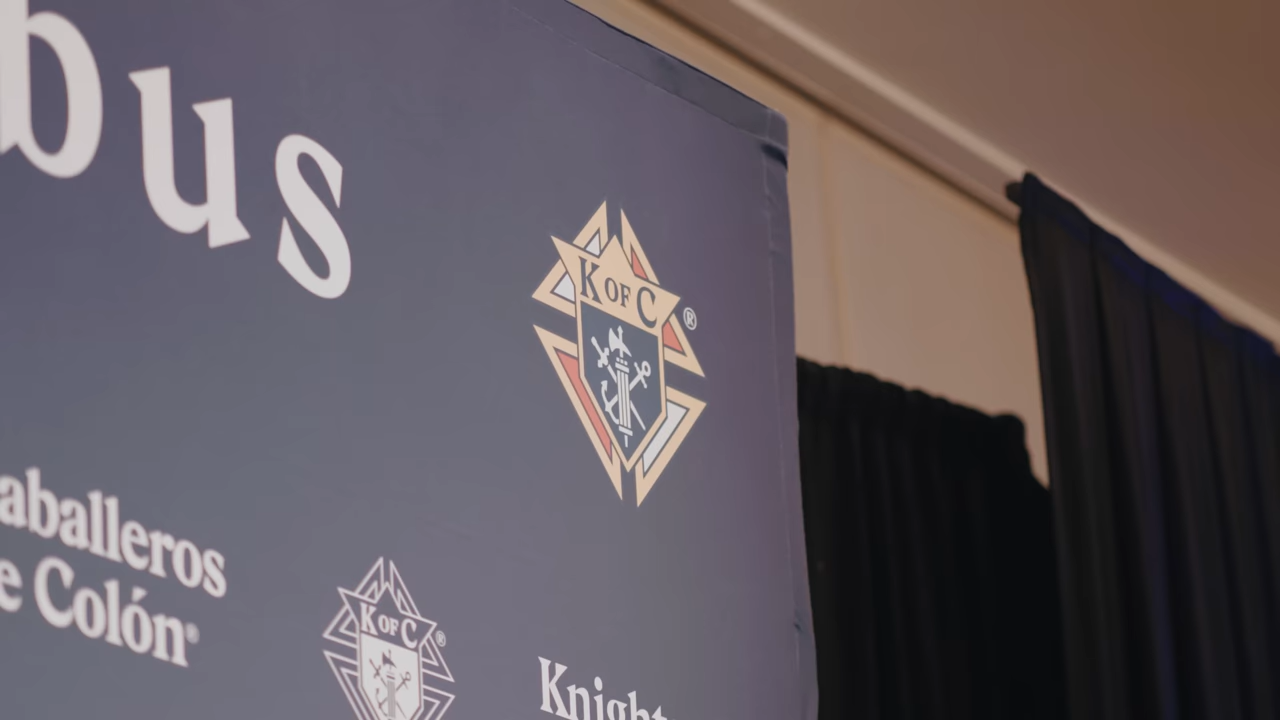 bus
K OF C ®
aballeros
e Colón®
K OF C ®
Knight